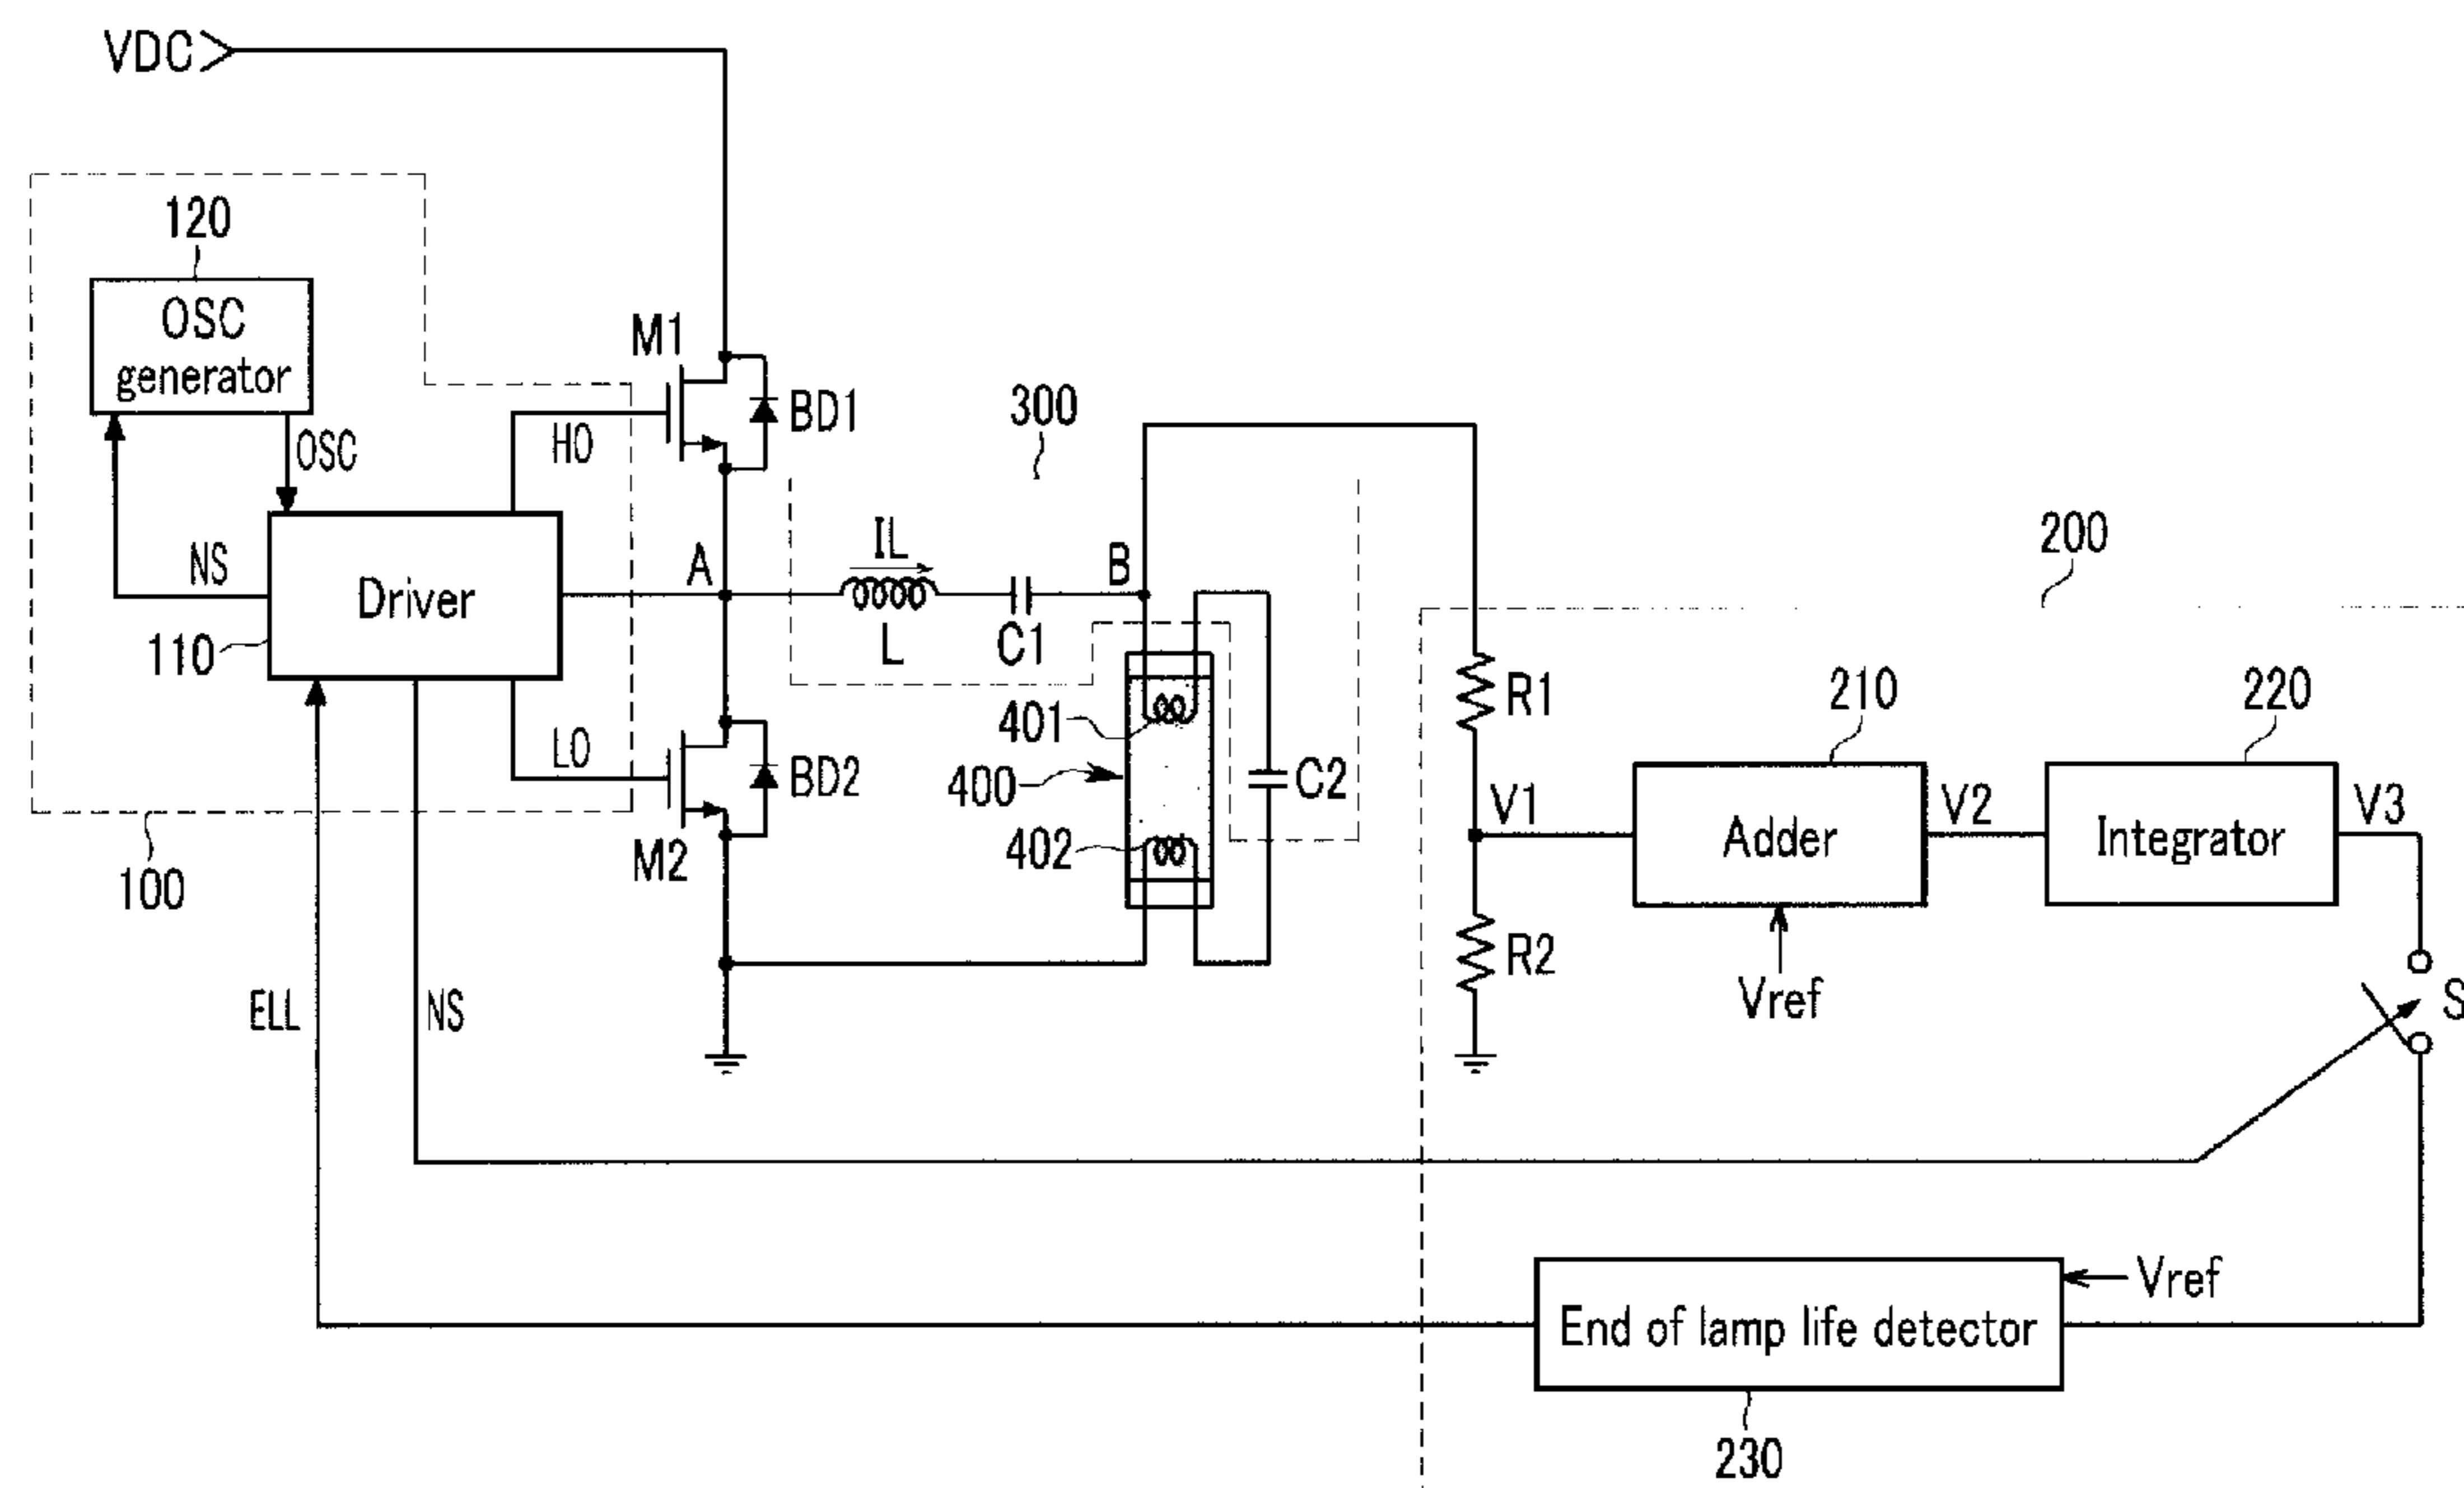 VDC
120
OSC
generator
M1
BD1
300
HO
OSC
200
NS
A
IL
B
Driver
110
L
C1
R1
210
220
401
LO
BD2
400
C2
V1
Adder
V2
Integrator
V3
M2
402
100
R2
Vref
S
ELL
NS
Vref
End of lamp life detector
230